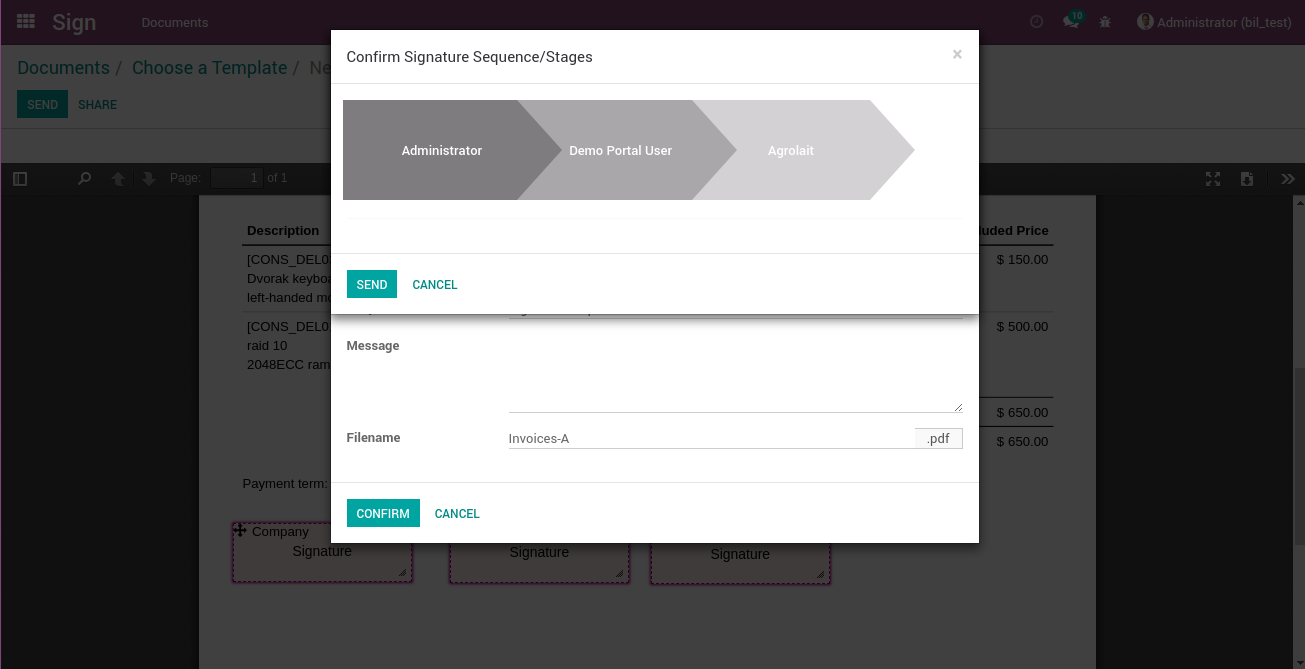 Sign
Documents
10
Administrator (bil_test)
Documents / Choose a Template / Ne
SEND
SHARE
Confirm Signature Sequence/Stages
×
Administrator
Demo Portal User
Agrolait
SEND
CANCEL
Page: 1 of 1
Description
luded Price
[CONS_DEL0
$ 150.00
Dvorak keyboa
left-handed mo
[CONS_DEL0
$ 500.00
raid 10
2048ECC ram
Message
$ 650.00
Filename
Invoices-A
.pdf
$ 650.00
Payment term:
CONFIRM
CANCEL
Company
Signature
Signature
Signature